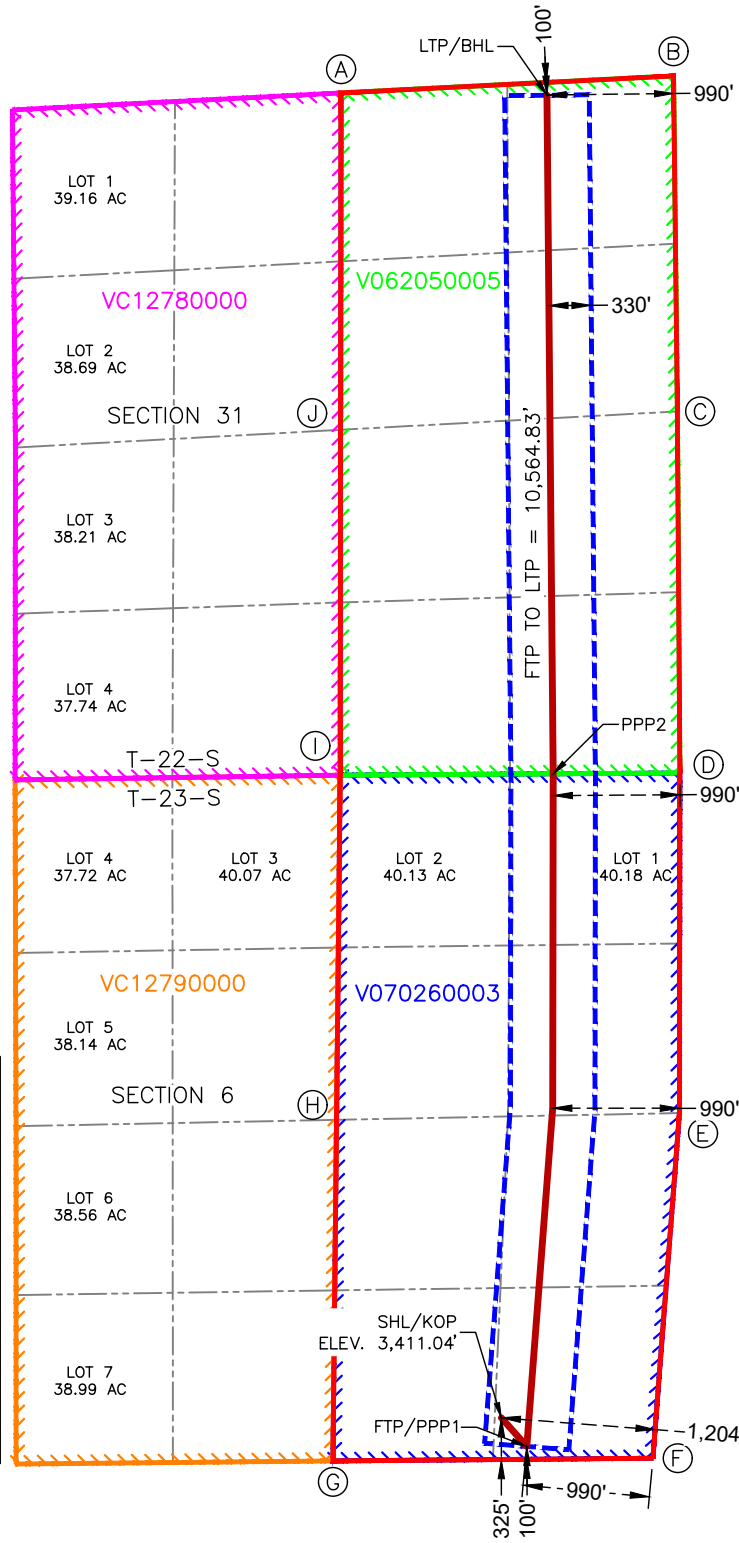 100'
LTP/BHL
A
B
990'
LOT 1
39.16 AC
VC12780000
V062050005
330'
LOT 2
38.69 AC
SECTION 31
J
C
FTP TO LTP = 10,564.83'
LOT 3
38.21 AC
LOT 4
37.74 AC
PPP2
I
T-22-S
D
T-23-S
990'
LOT 4
37.72 AC
LOT 3
40.07 AC
LOT 2
40.13 AC
LOT 1
40.18 AC
VC12790000
V070260003
LOT 5
38.14 AC
SECTION 6
H
990'
E
LOT 6
38.56 AC
SHL/KOP
ELEV. 3,411.04'
LOT 7
38.99 AC
FTP/PPP1
1,204
F
G
325'
100'
990'